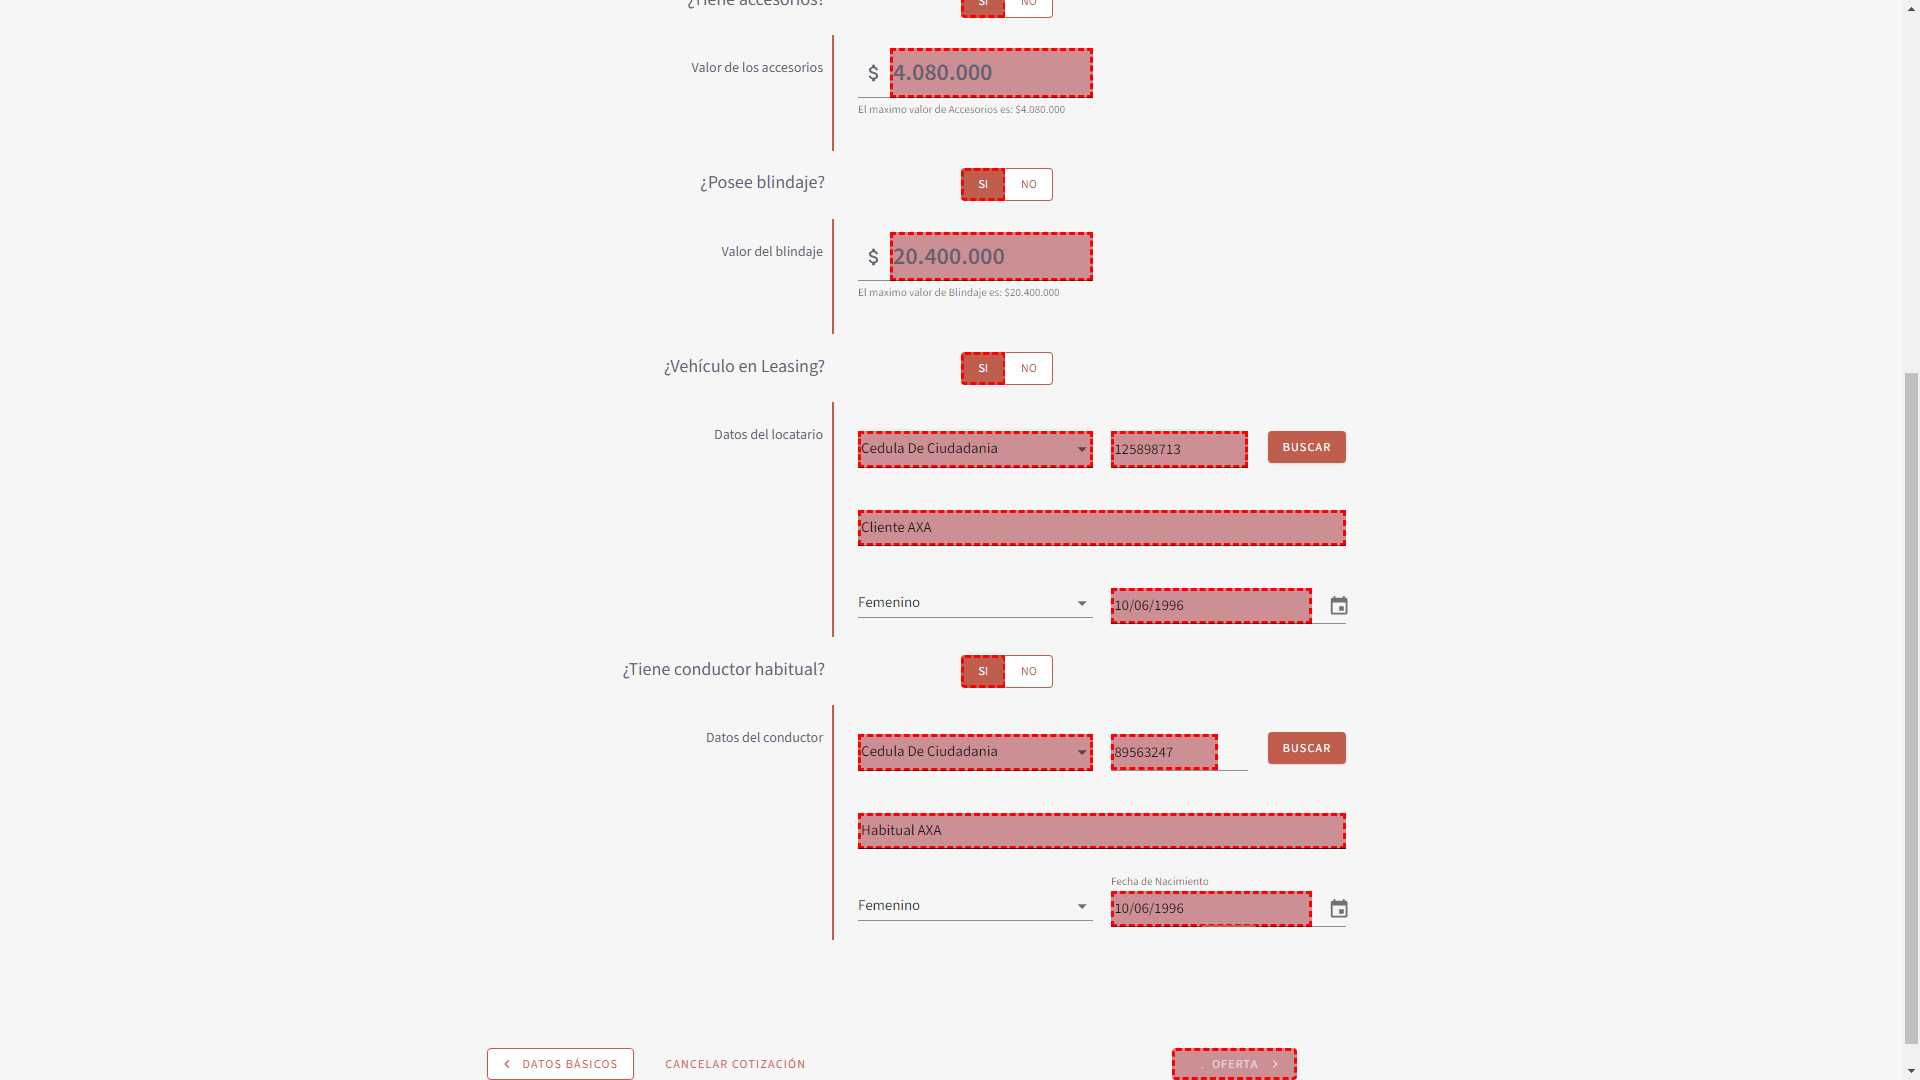 ¿Tiene accesorios?
SI NO
Valor de los accesorios
$ 4.080.000
El maximo valor de Accesorios es: $4.080.000
¿Posee blindaje?
SI NO
Valor del blindaje
$ 20.400.000
El maximo valor de Blindaje es: $20.400.000
¿Vehículo en Leasing?
SI NO
Datos del locatario
Cedula De Ciudadania
125898713
BUSCAR
Cliente AXA
Femenino
10/06/1996
¿Tiene conductor habitual?
SI NO
Datos del conductor
Cedula De Ciudadania
89563247
BUSCAR
Habitual AXA
Fecha de Nacimiento
Femenino
10/06/1996
DATOS BÁSICOS
CANCELAR COTIZACIÓN
OFERTA